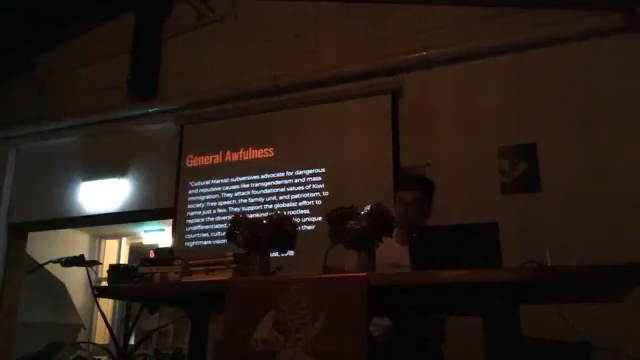 General Awfulness
"Cultural Marxist subversives advocate for dangerous
and repulsive causes like transgenderism and mass
immigration. They attack foundational values of Kiwi
society: free speech, the family unit, and patriotism, to
name just a few. They support the globalist effort to
replace the diversity mankind rootless,
undifferentiated unique
countries, their
nightmare vision